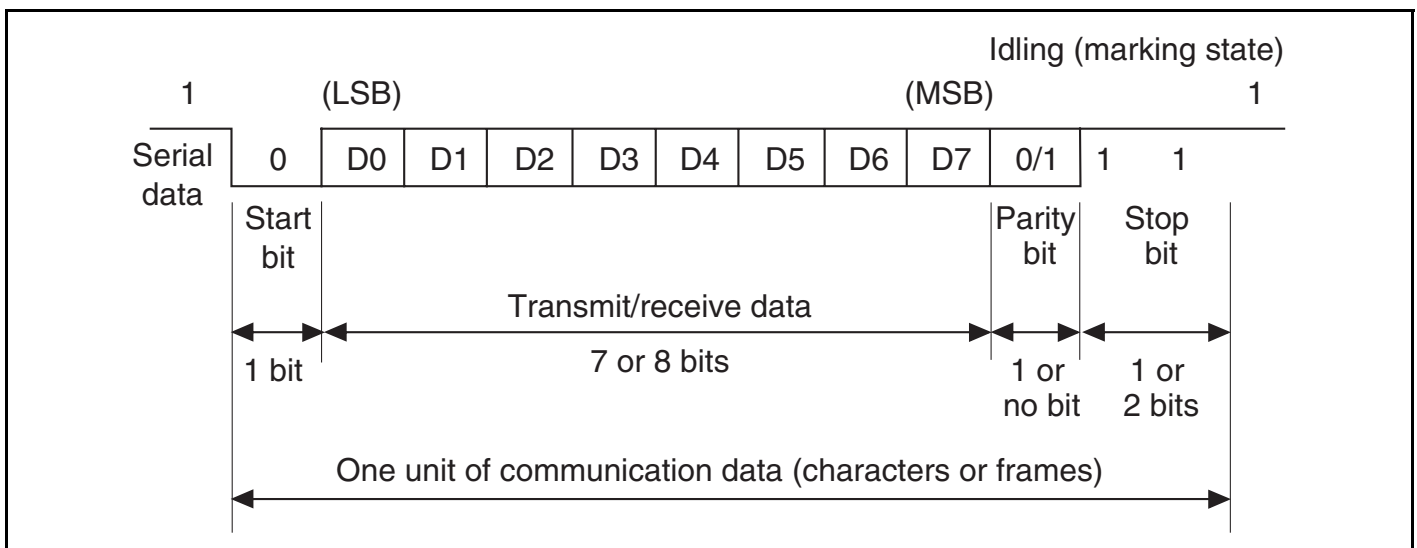 Idling (marking state)
1 (LSB) (MSB) 1
Serial data
0 D0 D1 D2 D3 D4 D5 D6 D7 0/1 1 1
Start bit
Parity bit
Stop bit
Transmit/receive data
1 bit
7 or 8 bits
1 or no bit
1 or 2 bits
One unit of communication data (characters or frames)